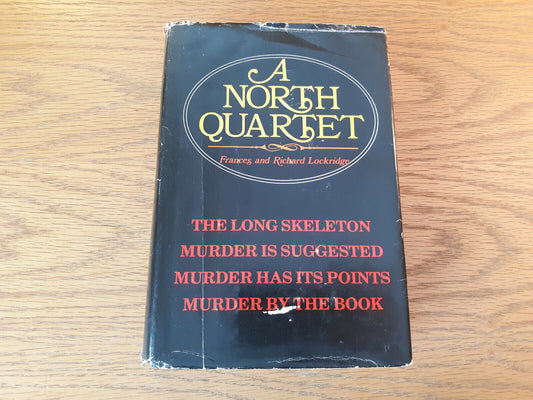 A
NORTH
QUARTET
Frances and Richard Lockridge
THE LONG SKELETON
MURDER IS SUGGESTED
MURDER HAS ITS POINTS
MURDER BY THE BOOK